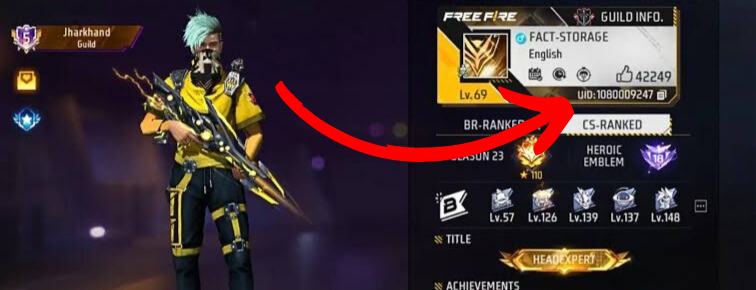 5
Jharkhand
Guild
FREE FIRE
GUILD INFO.
FACT-STORAGE
English
42249
Lv.69
UID:1080009247
BR-RANKED
CS-RANKED
SEASON 23
110
HEROIC
EMBLEM
18
B
Lv.57
Lv.126
Lv.139
Lv.137
Lv.148
TITLE
HEADEXPERT
ACHIEVEMENTS